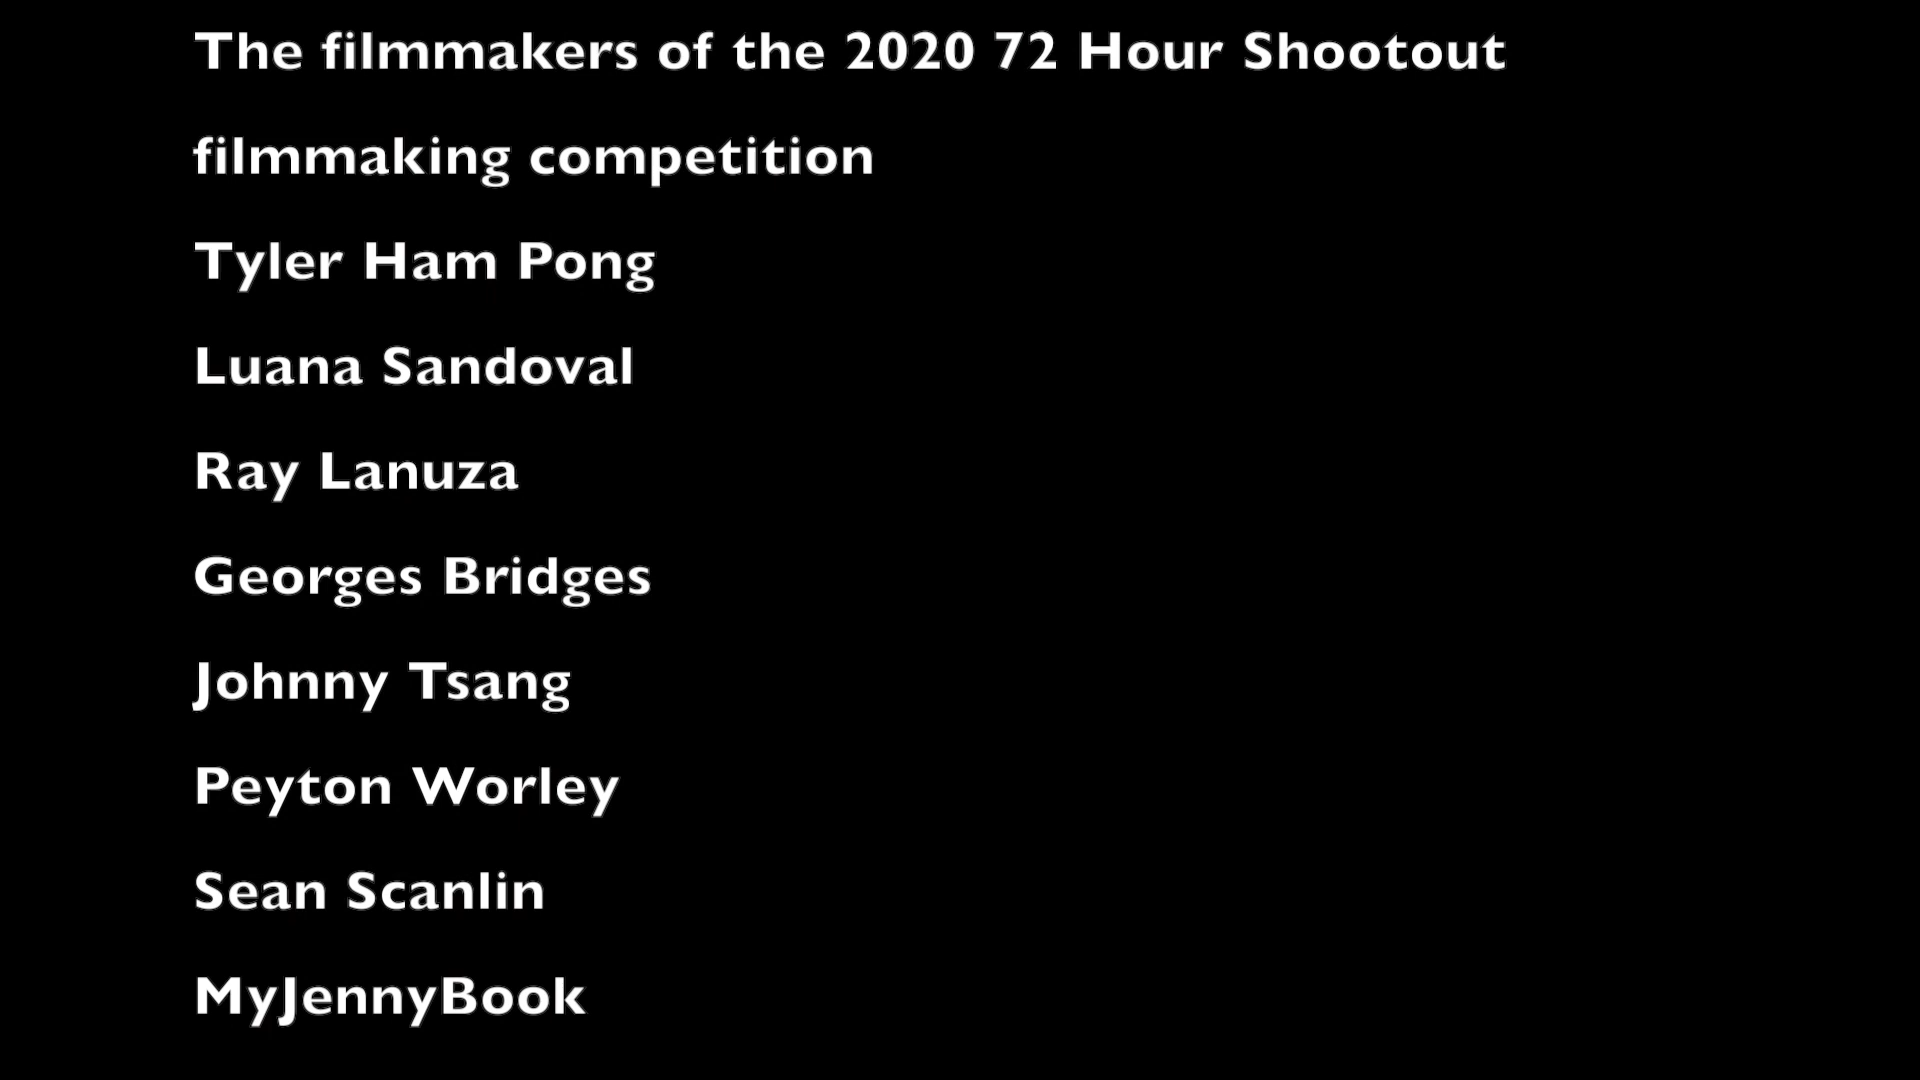 The filmmakers of the 2020 72 Hour Shootout
filmmaking competition
Tyler Ham Pong
Luana Sandoval
Ray Lanuza
Georges Bridges
Johnny Tsang
Peyton Worley
Sean Scanlin
MyJennyBook